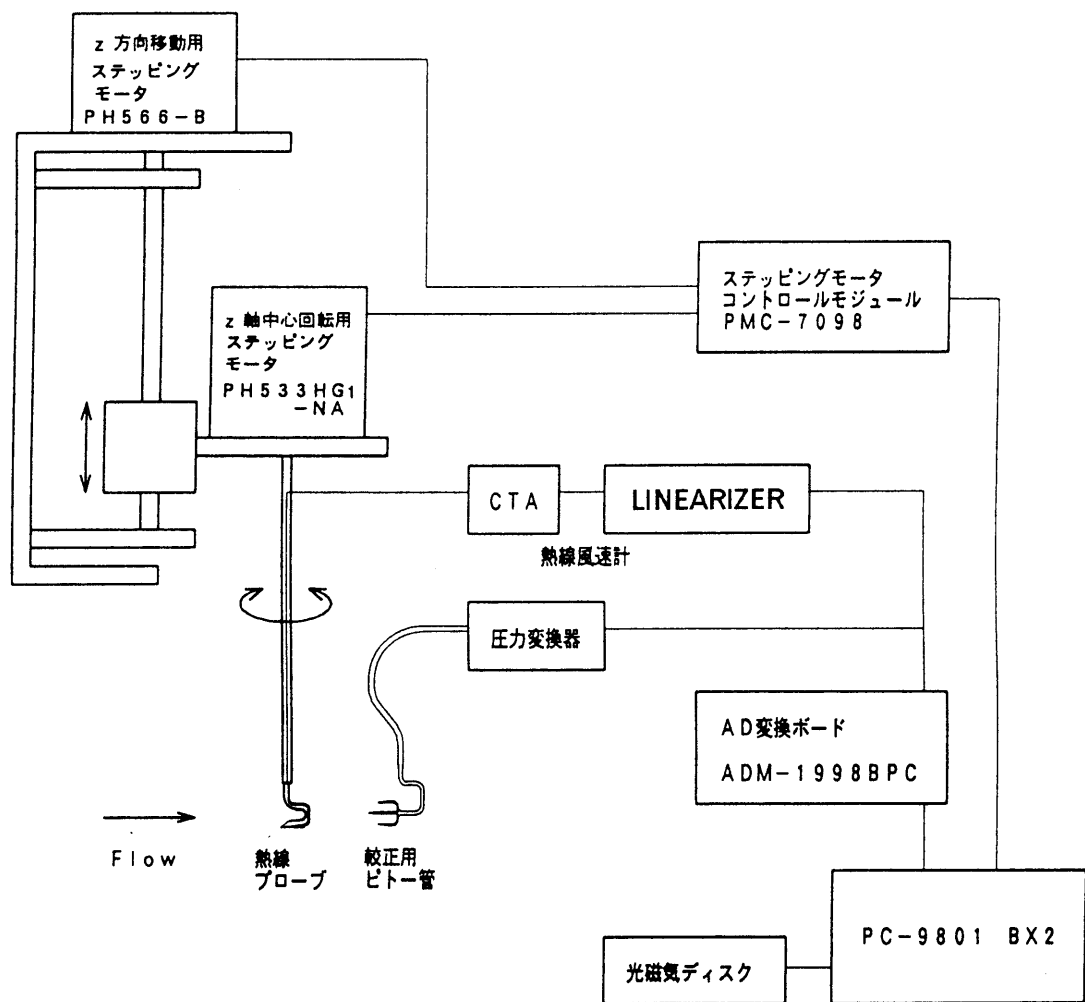 z 方向移動用
ステッピング
モータ
PH566-B
ステッピングモータ
コントロールモジュール
PMC-7098
z 軸中心回転用
ステッピング
モータ
PH533HG1
-NA
CTA
LINEARIZER
熱線風速計
圧力変換器
AD変換ボード
ADM-1998BPC
Flow
熱線
プローブ
較正用
ピトー管
PC-9801 BX2
光磁気ディスク